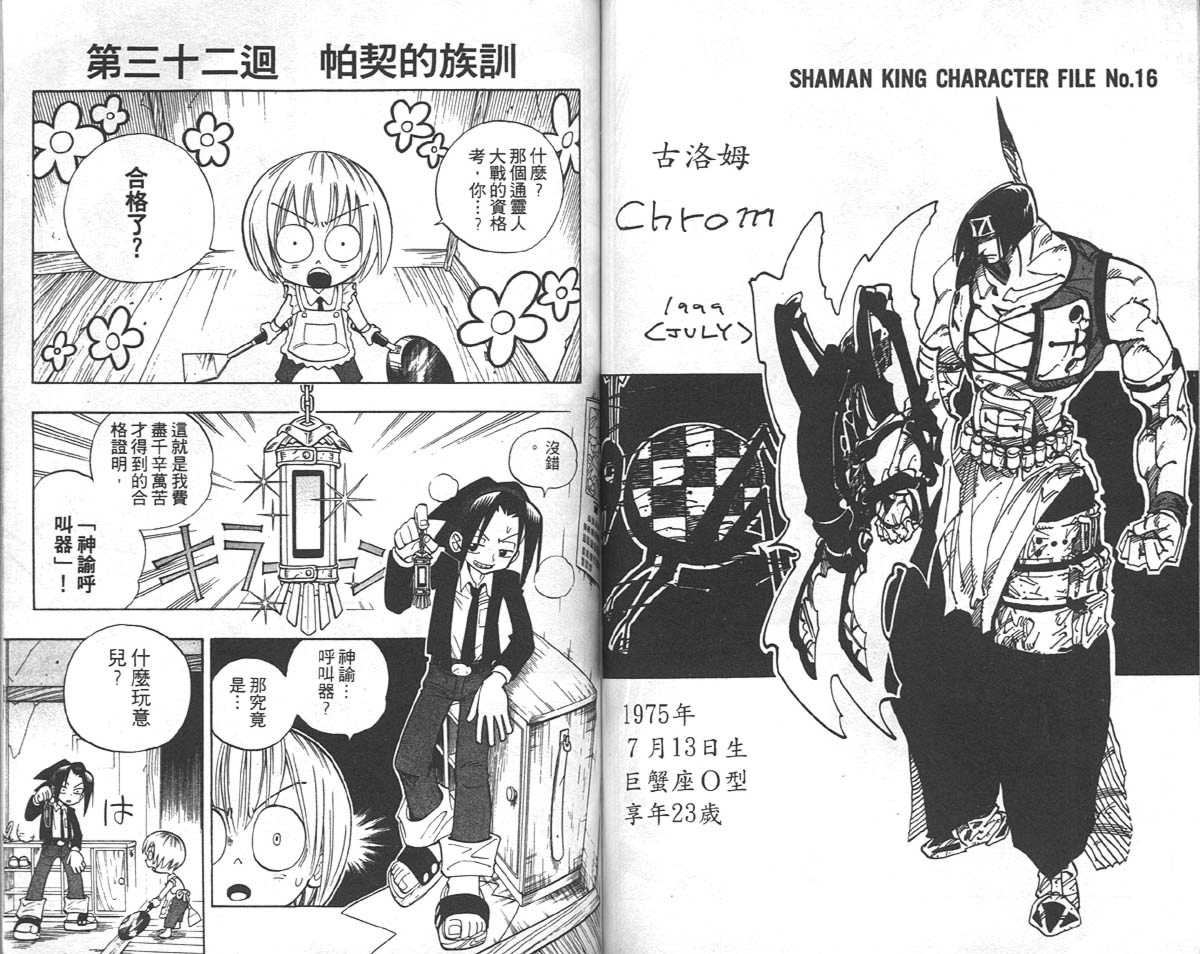 SHAMAN KING CHARACTER FILE No.16
古洛姆
Chrom
1999
(JULY)
1975年
7月13日生
巨蟹座O型
享年23歲
第三十二迴 帕契的族訓
什麼?
那個通靈人
大戰的資格
考，你…?
合格了?
沒錯
。
這就是我費
盡千辛萬苦
才得到的合
格證明，
「神諭呼
叫器」!
キラーン
神諭…
呼叫器?
那究竟
是…
什麼玩意
兒?
は